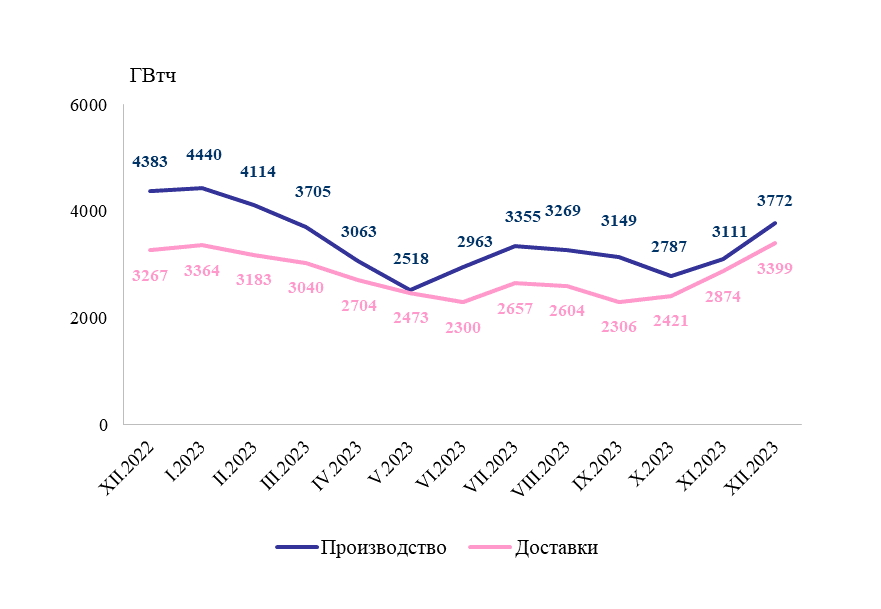 ГВтч
6000
4000
2000
0
4383 4440 4114 3705 3063 2518 2963 3355 3269 3149 2787 3111 3772
3267 3364 3183 3040 2704 2473 2300 2657 2604 2306 2421 2874 3399
XII.2022 I.2023 II.2023 III.2023 IV.2023 V.2023 VI.2023 VII.2023 VIII.2023 IX.2023 X.2023 XI.2023 XII.2023
Производство Доставки